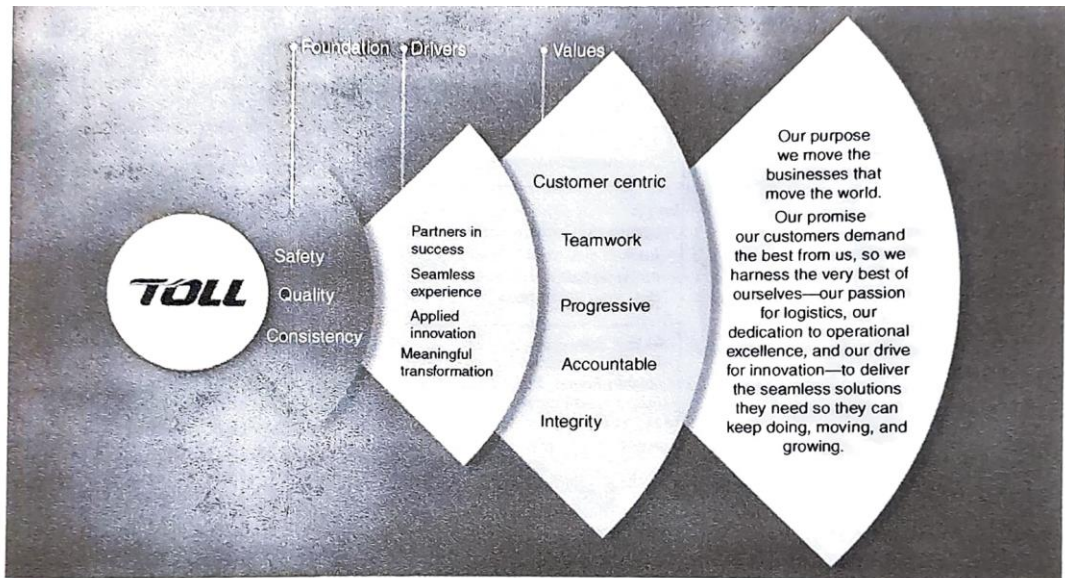 Foundation
Drivers
Values
TOLL
Safety
Quality
Consistency
Partners in
success
Seamless
experience
Applied
innovation
Meaningful
transformation
Customer centric
Teamwork
Progressive
Accountable
Integrity
Our purpose
we move the
businesses that
move the world.
Our promise
our customers demand
the best from us, so we
harness the very best of
ourselves—our passion
for logistics, our
dedication to operational
excellence, and our drive
for innovation—to deliver
the seamless solutions
they need so they can
keep doing, moving, and
growing.